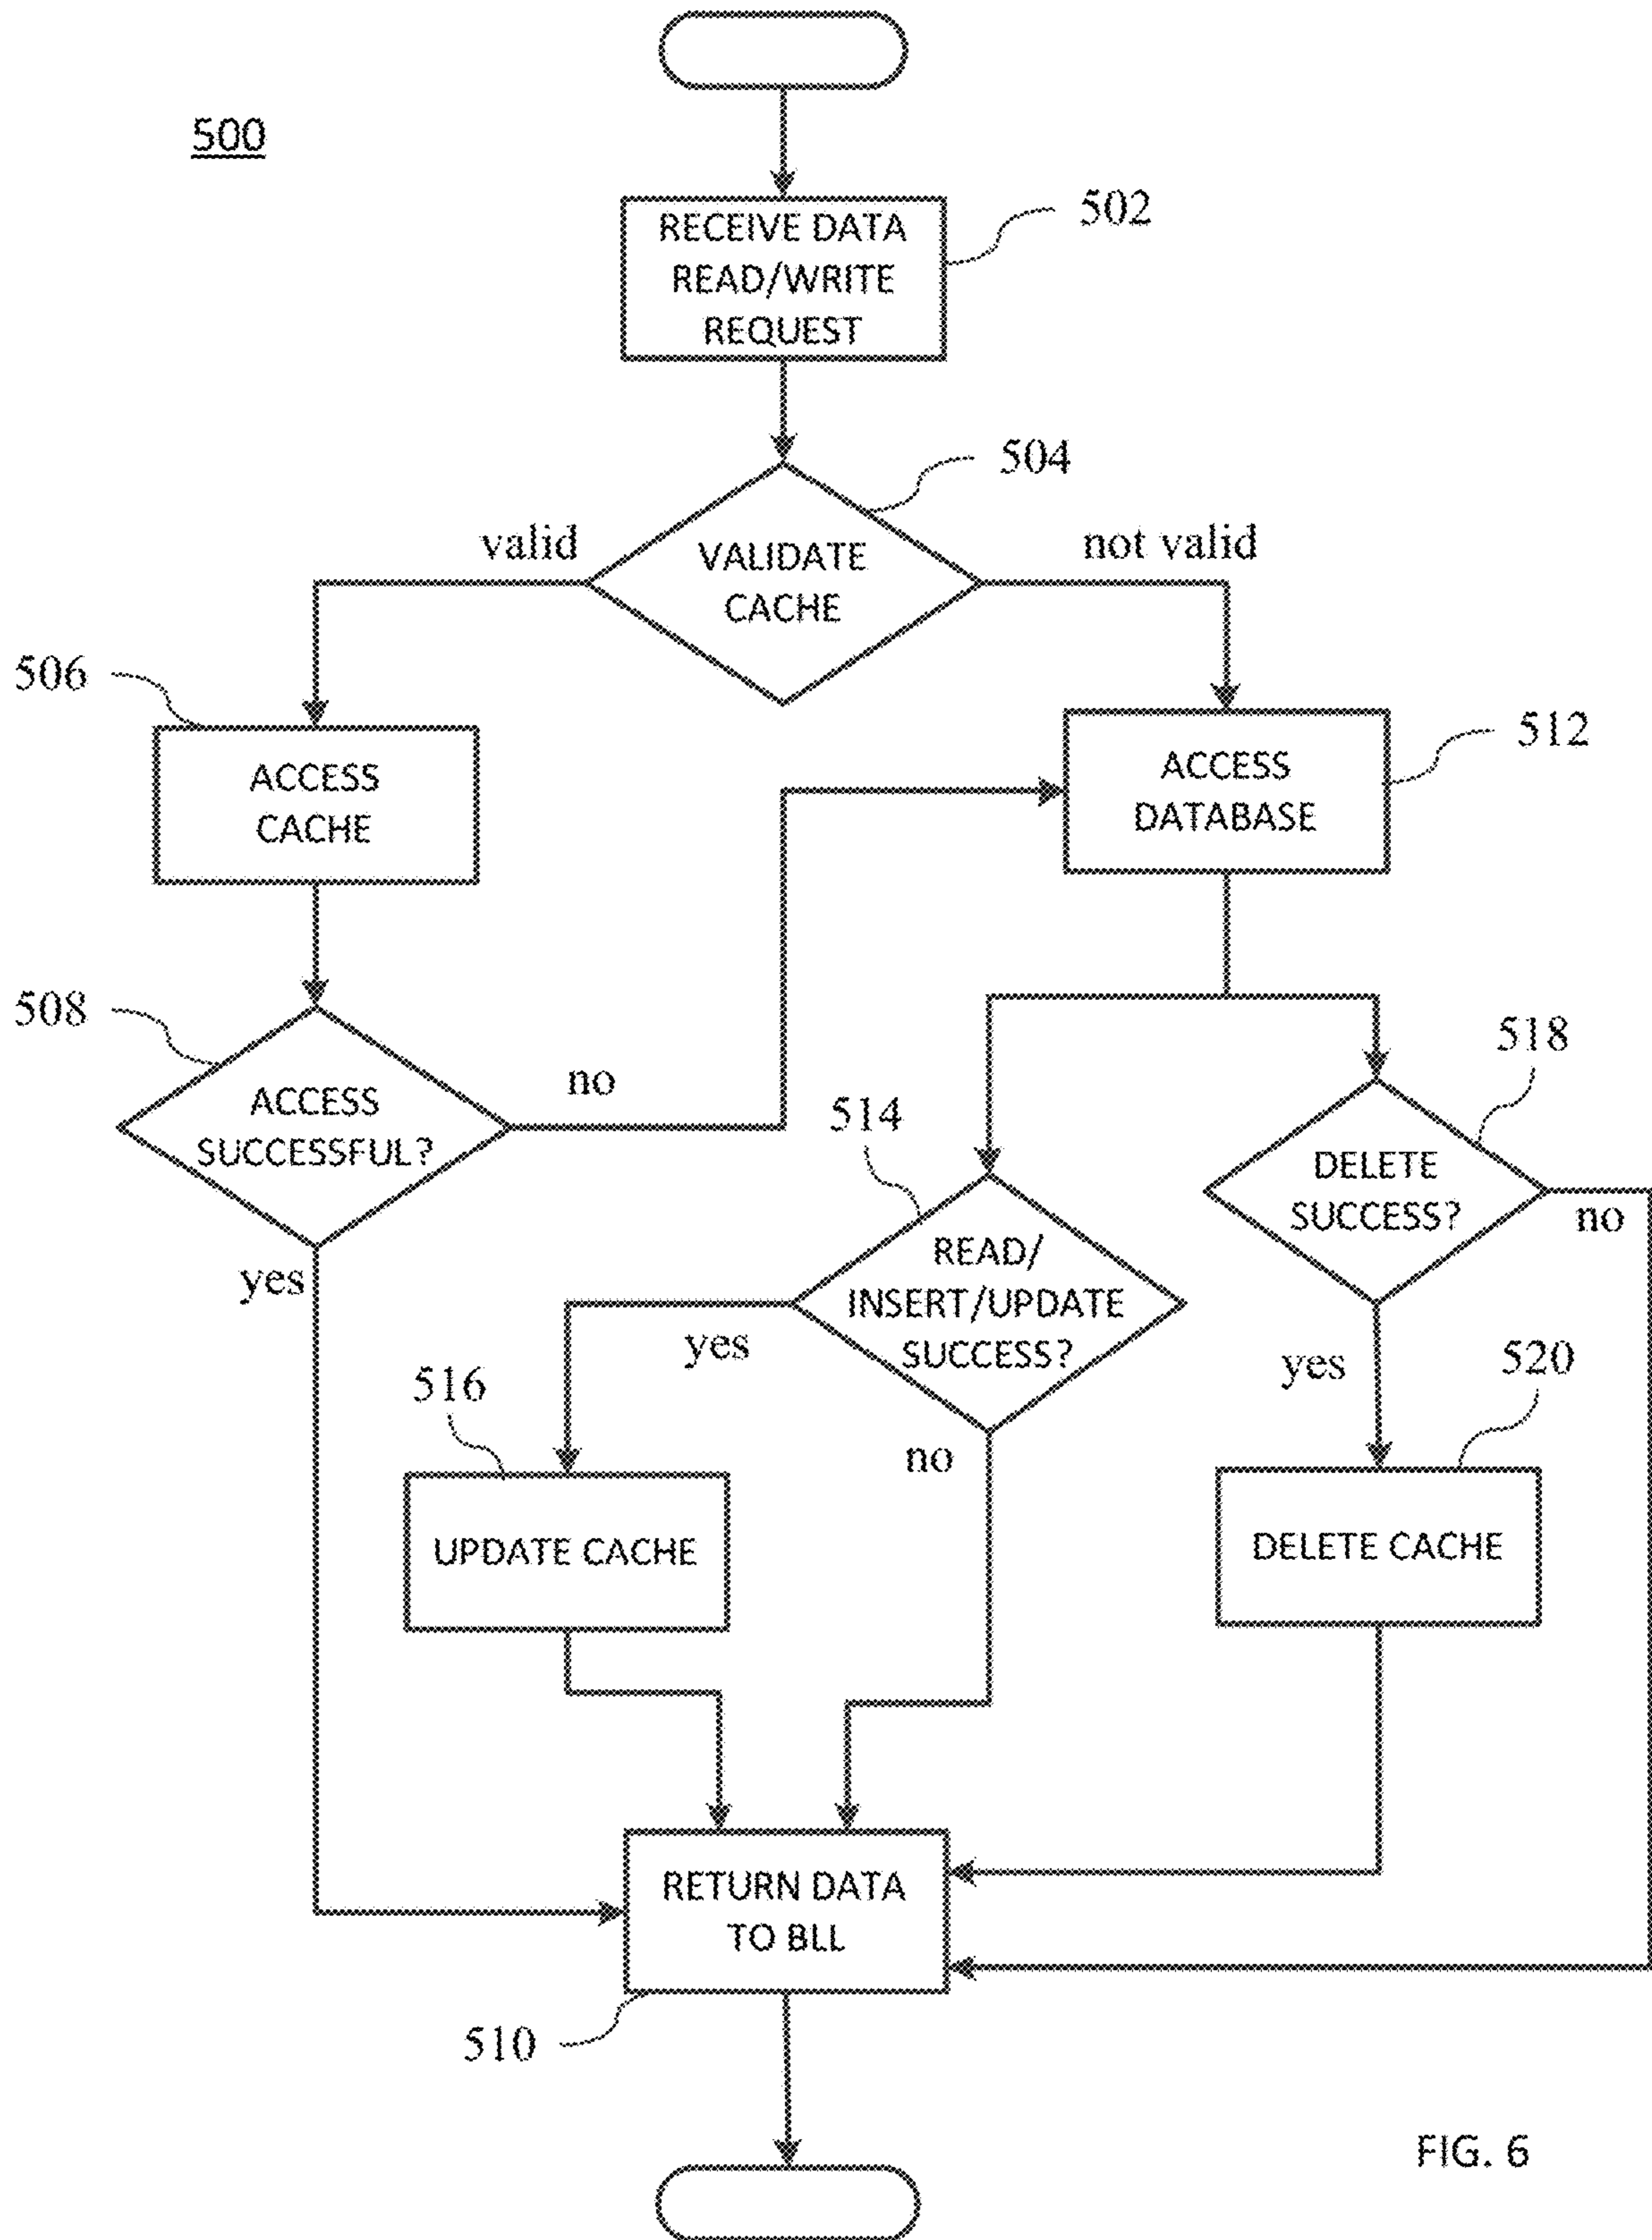 500
RECEIVE DATA
READ/WRITE
REQUEST
502
504
valid
VALIDATE
CACHE
not valid
506
ACCESS
CACHE
512
ACCESS
DATABASE
508
ACCESS
SUCCESSFUL?
no
yes
514
READ/
INSERT/UPDATE
SUCCESS?
yes
no
518
DELETE
SUCCESS?
no
yes
516
UPDATE CACHE
520
DELETE CACHE
RETURN DATA
TO BLL
510
FIG. 6